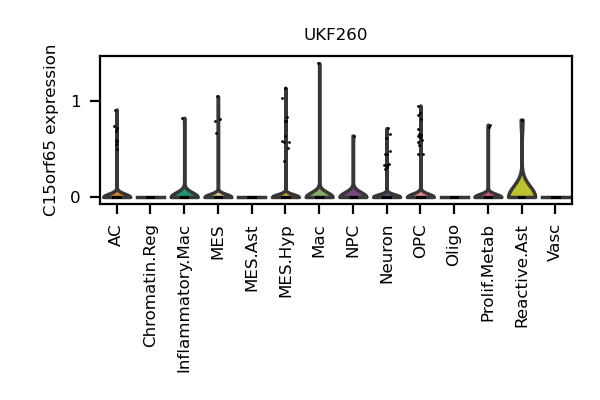 UKF260
C15orf65 expression
1
0
AC
Chromatin.Reg
Inflammatory.Mac
MES
MES.Ast
MES.Hyp
Mac
NPC
Neuron
OPC
Oligo
Prolif.Metab
Reactive.Ast
Vasc